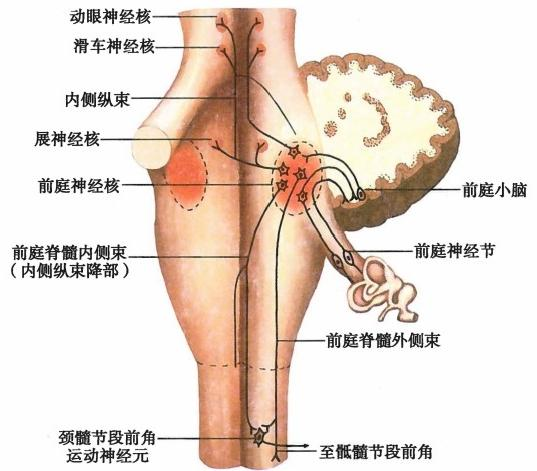 动眼神经核
滑车神经核
内侧纵束
展神经核
前庭神经核
前庭脊髓内侧束
（内侧纵束降部）
颈髓节段前角
运动神经元
前庭小脑
前庭神经节
前庭脊髓外侧束
至骶髓节段前角